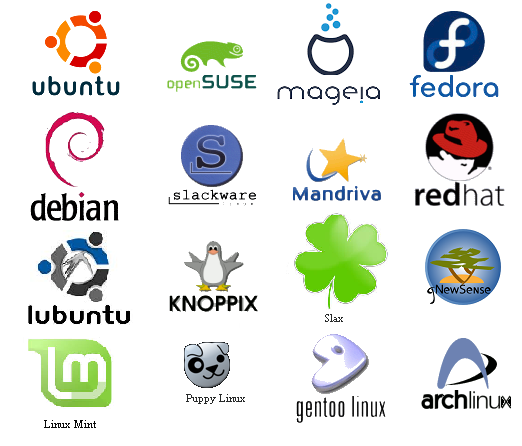 ubuntu
openSUSE
mageia
fedora
debian
slackware
linux
Mandriva
redhat
lubuntu
KNOPPIX
Slax
gNewSense
Linux Mint
Puppy Linux
gentoo linux
archlinux